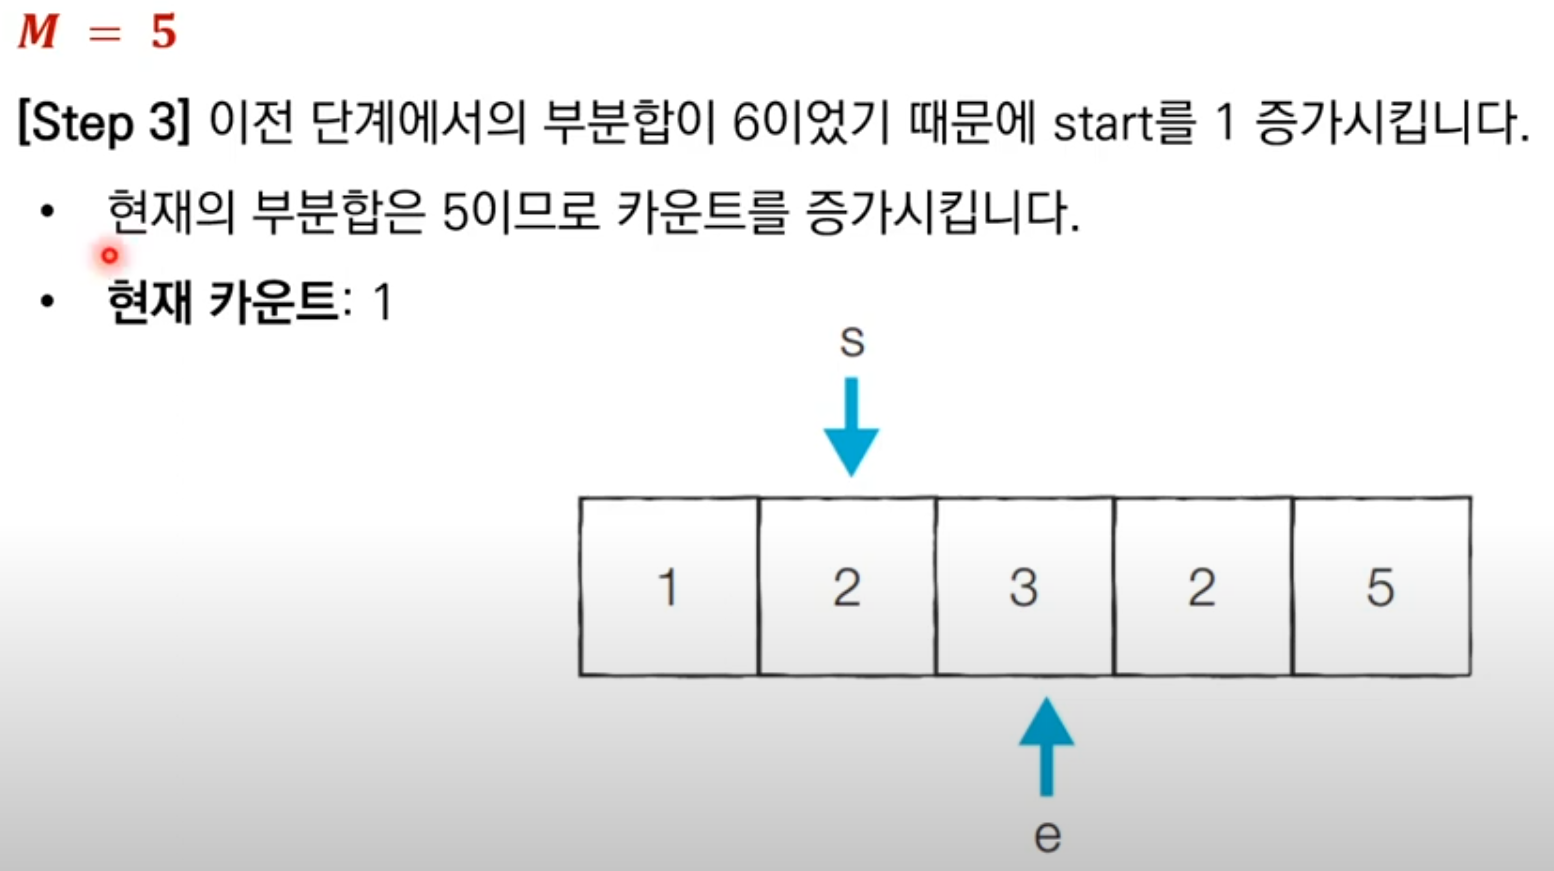 M = 5
[Step 3] 이전 단계에서의 부분합이 6이었기 때문에 start를 1 증가시킵니다.
• 현재의 부분합은 5이므로 카운트를 증가시킵니다.
• 현재 카운트: 1
s
1 2 3 2 5
e